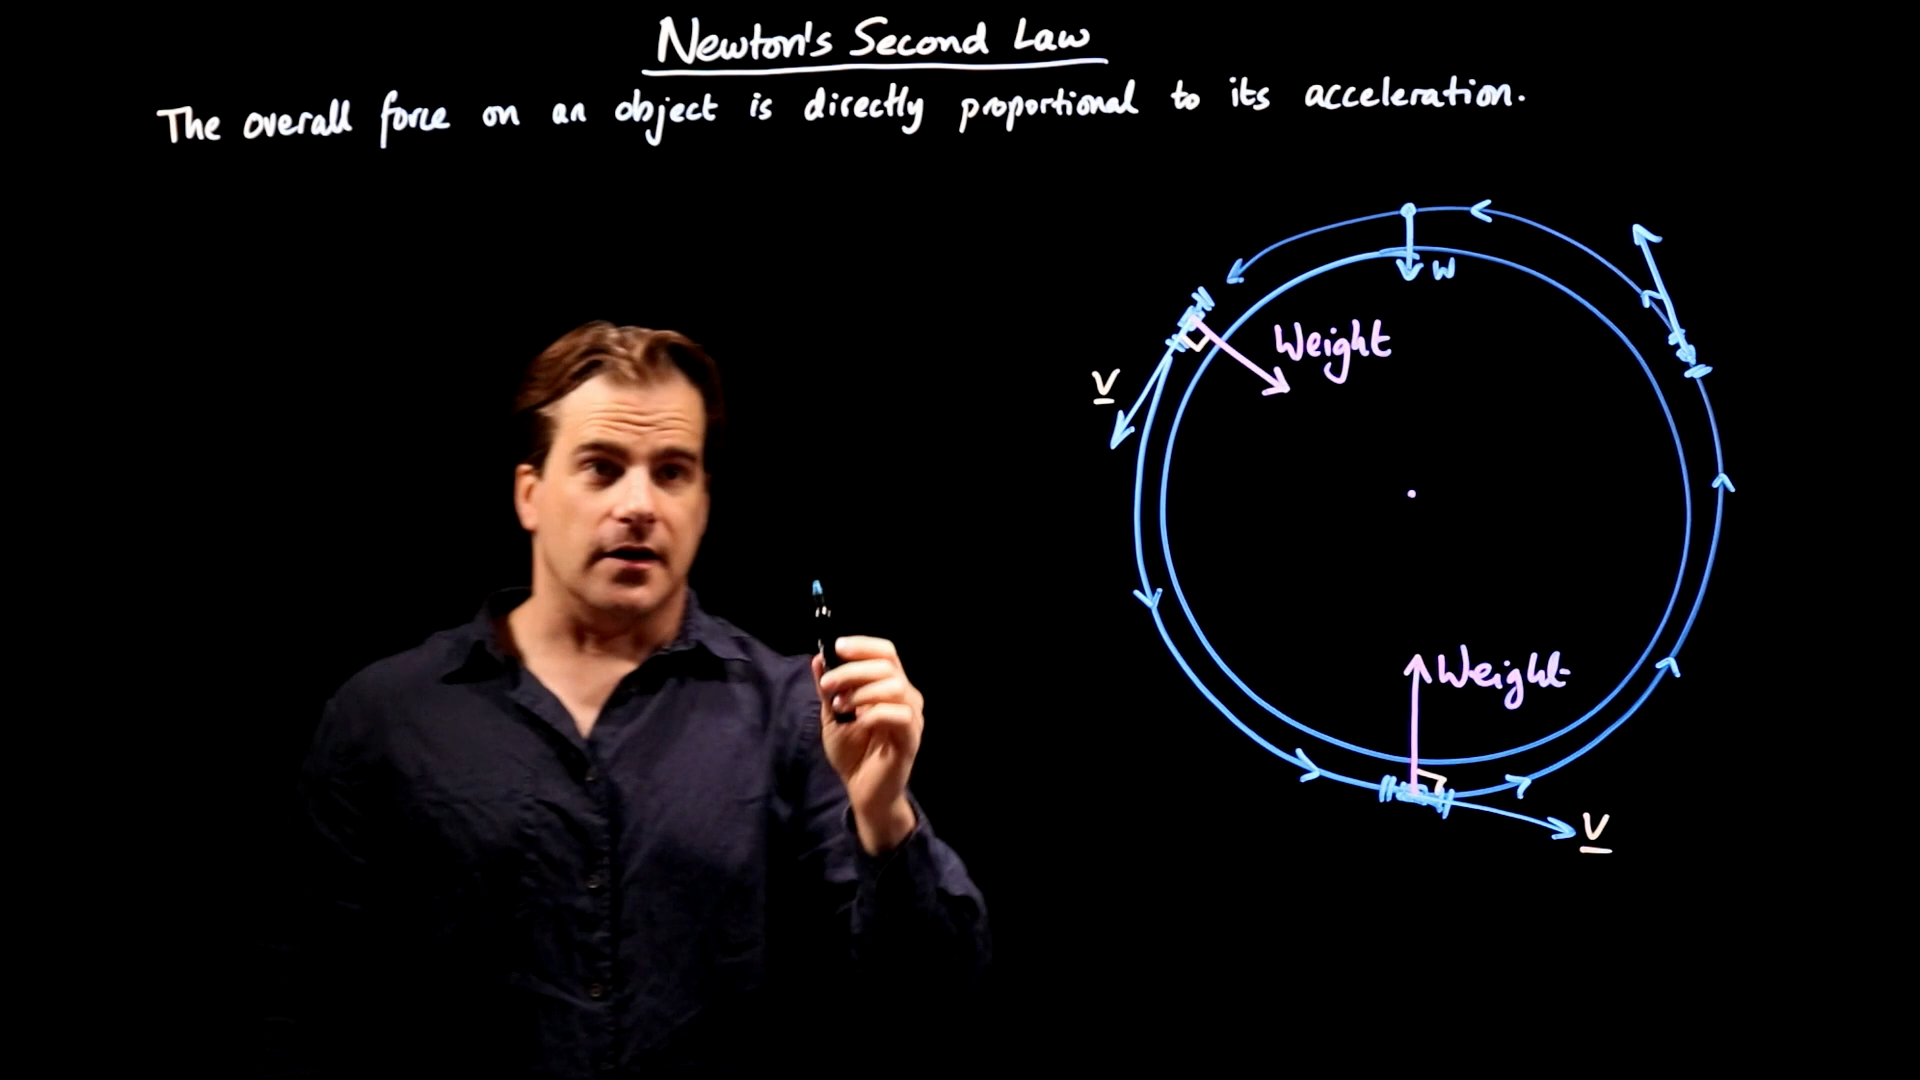 Newton's Second Law
The overall force on an object is directly proportional to its acceleration.
W
Weight
v
Weight
v